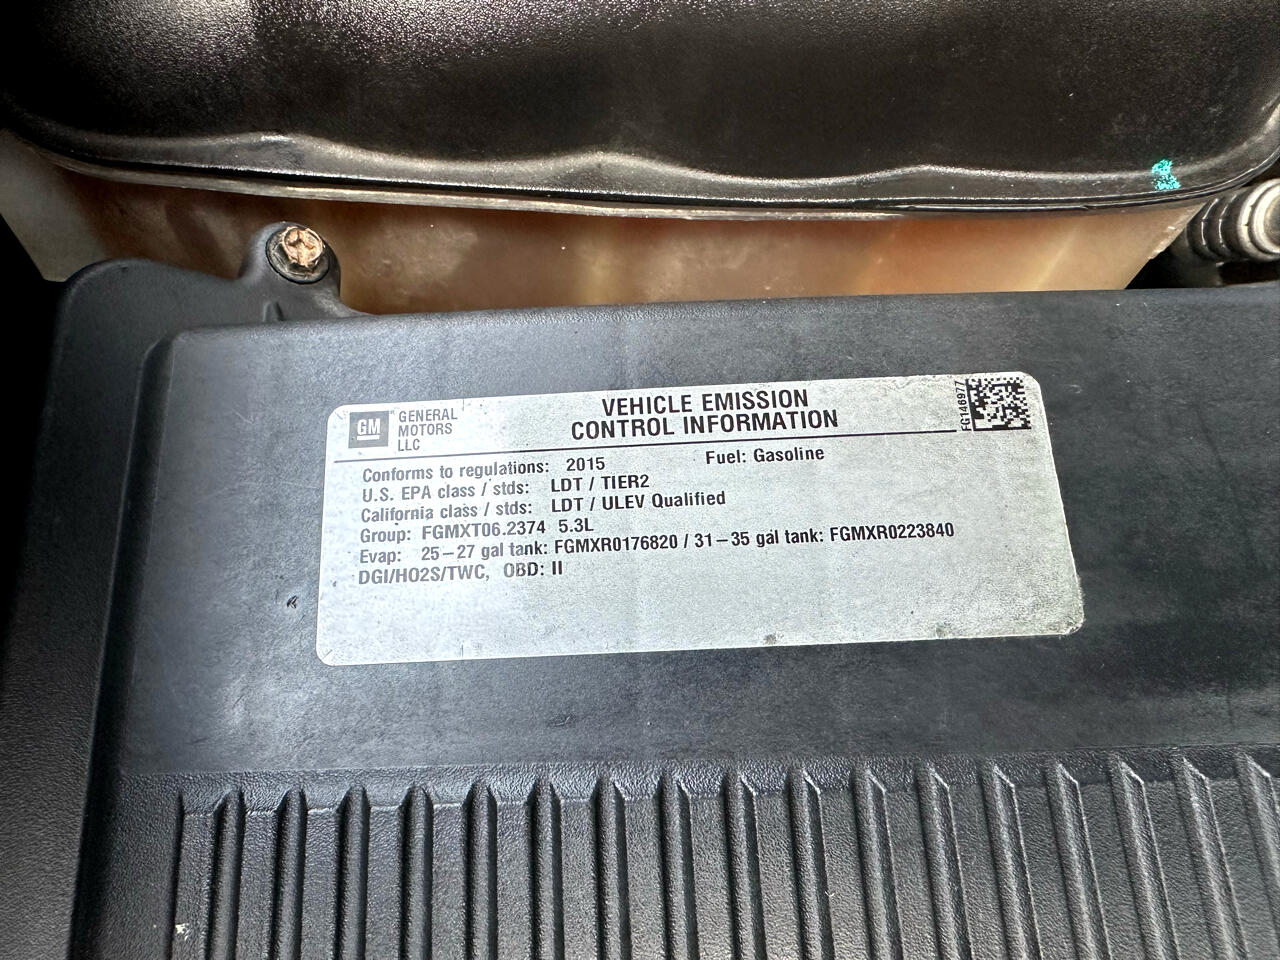 GM GENERAL MOTORS LLC
VEHICLE EMISSION
CONTROL INFORMATION
FG146977
Conforms to regulations: 2015 Fuel: Gasoline
U.S. EPA class / stds: LDT / TIER2
California class / stds: LDT / ULEV Qualified
Group: FGMXT06.2374 5.3L
Evap: 25-27 gal tank: FGMXR0176820 / 31-35 gal tank: FGMXR0223840
DGI/HO2S/TWC, OBD: II